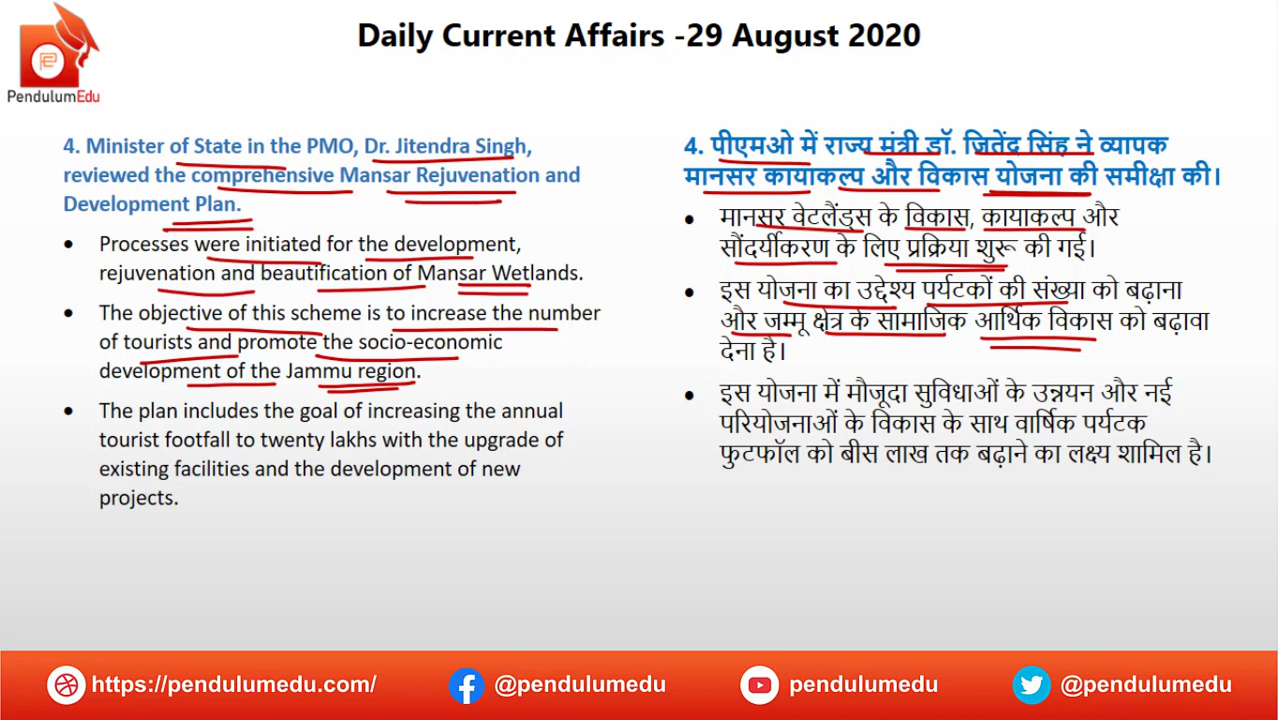 Daily Current Affairs -29 August 2020
PendulumEdu
4. Minister of State in the PMO, Dr. Jitendra Singh,
reviewed the comprehensive Mansar Rejuvenation and
Development Plan.
• Processes were initiated for the development,
rejuvenation and beautification of Mansar Wetlands.
• The objective of this scheme is to increase the number
of tourists and promote the socio-economic
development of the Jammu region.
• The plan includes the goal of increasing the annual
tourist footfall to twenty lakhs with the upgrade of
existing facilities and the development of new
projects.
4. पीएमओ में राज्य मंत्री डॉ. जितेंद्र सिंह ने व्यापक
मानसर कायाकल्प और विकास योजना की समीक्षा की।
• मानसर वेटलैंड्स के विकास, कायाकल्प और
सौंदर्यीकरण के लिए प्रक्रिया शुरू की गई।
• इस योजना का उद्देश्य पर्यटकों की संख्या को बढ़ाना
और जम्मू क्षेत्र के सामाजिक आर्थिक विकास को बढ़ावा
देना है।
• इस योजना में मौजूदा सुविधाओं के उन्नयन और नई
परियोजनाओं के विकास के साथ वार्षिक पर्यटक
फुटफॉल को बीस लाख तक बढ़ाने का लक्ष्य शामिल है।
https://pendulumedu.com/
@pendulumedu
pendulumedu
@pendulumedu